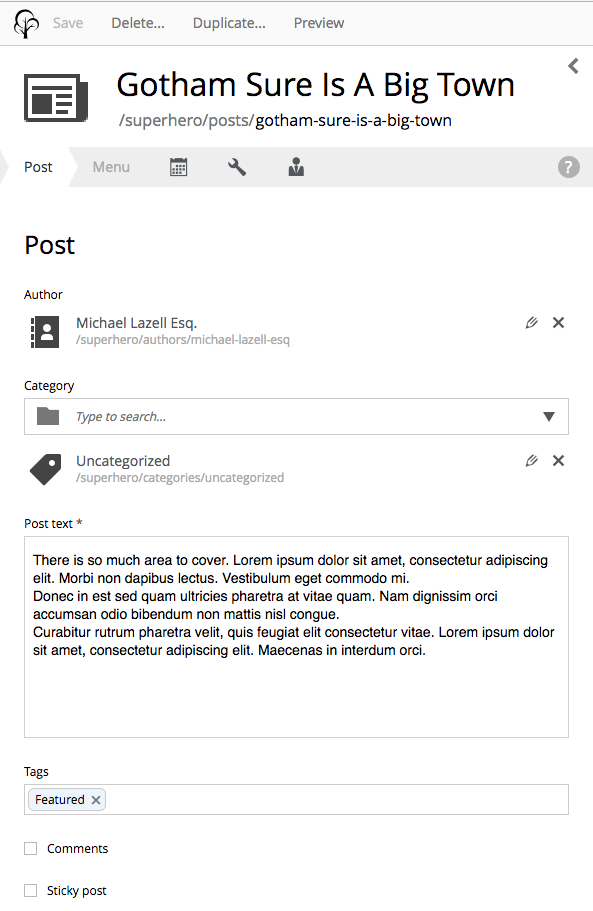 Save Delete... Duplicate... Preview
Gotham Sure Is A Big Town
/superhero/posts/gotham-sure-is-a-big-town
Post Menu ?
Post
Author
Michael Lazell Esq.
/superhero/authors/michael-lazell-esq
Category
Type to search...
Uncategorized
/superhero/categories/uncategorized
Post text *
There is so much area to cover. Lorem ipsum dolor sit amet, consectetur adipiscing
elit. Morbi non dapibus lectus. Vestibulum eget commodo mi.
Donec in est sed quam ultricies pharetra at vitae quam. Nam dignissim orci
accumsan odio bibendum non mattis nisl congue.
Curabitur rutrum pharetra velit, quis feugiat elit consectetur vitae. Lorem ipsum dolor
sit amet, consectetur adipiscing elit. Maecenas in interdum orci.
Tags
Featured
Comments
Sticky post